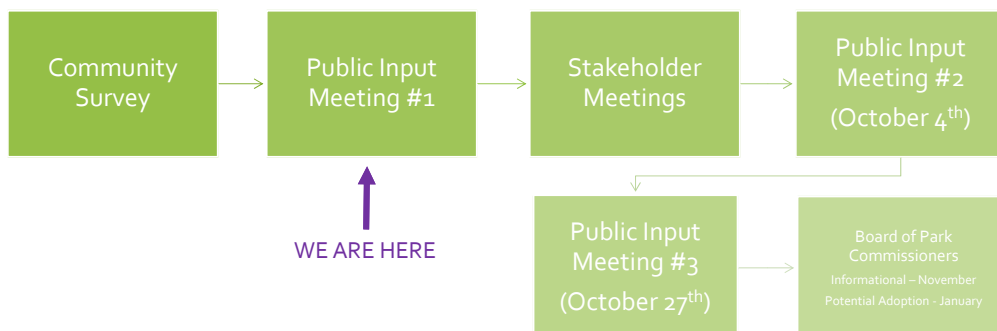 Community
Survey
Public Input
Meeting #1
Stakeholder
Meetings
Public Input
Meeting #2
(October 4th)
WE ARE HERE
Public Input
Meeting #3
(October 27th)
Board of Park
Commissioners
Informational – November
Potential Adoption - January